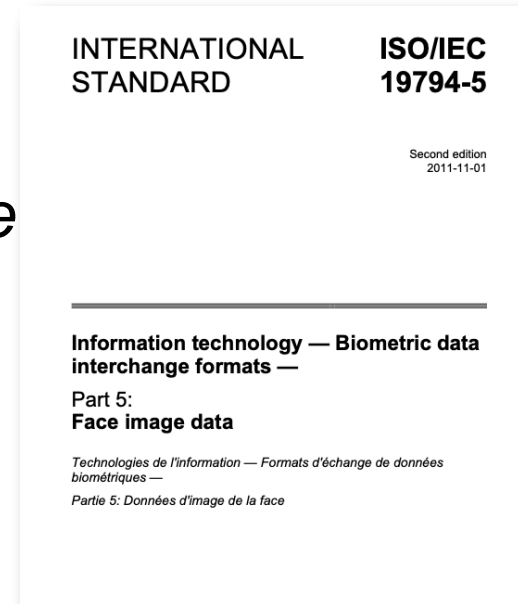 INTERNATIONAL
STANDARD
ISO/IEC
19794-5
Second edition
2011-11-01
e
Information technology — Biometric data
interchange formats —
Part 5:
Face image data
Technologies de l'information — Formats d'échange de données
biométriques —
Partie 5: Données d'image de la face